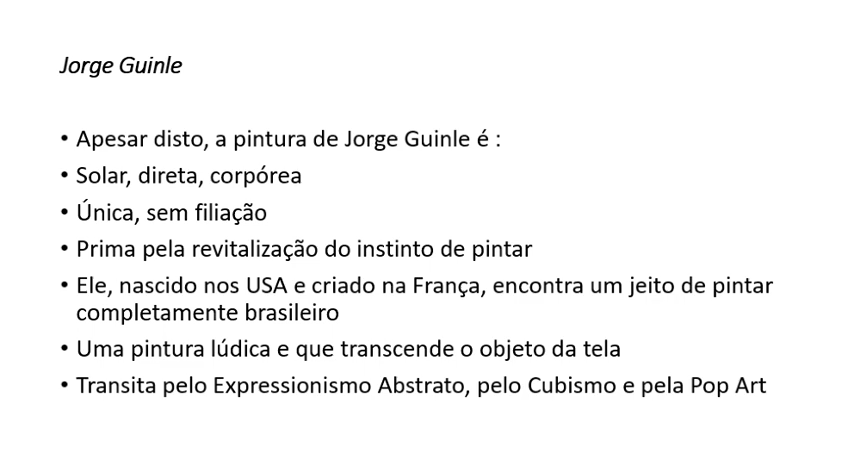 Jorge Guinle
• Apesar disto, a pintura de Jorge Guinle é :
• Solar, direta, corpórea
• Única, sem filiação
• Prima pela revitalização do instinto de pintar
• Ele, nascido nos USA e criado na França, encontra um jeito de pintar
completamente brasileiro
• Uma pintura lúdica e que transcende o objeto da tela
• Transita pelo Expressionismo Abstrato, pelo Cubismo e pela Pop Art